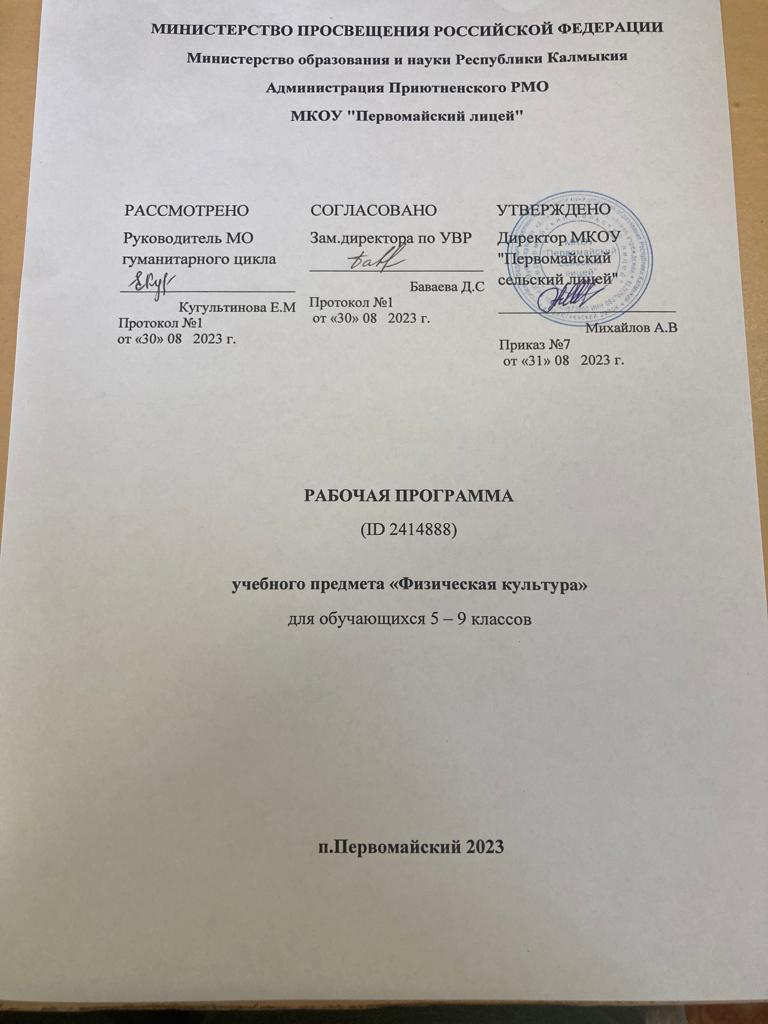 МИНИСТЕРСТВО ПРОСВЕЩЕНИЯ РОССИЙСКОЙ ФЕДЕРАЦИИ
Министерство образования и науки Республики Калмыкия
Администрация Приютненского РМО
МКОУ "Первомайский лицей"
РАССМОТРЕНО
Руководитель МО
гуманитарного цикла
Кугультинова Е.М
Протокол №1
от «30» 08 2023 г.
СОГЛАСОВАНО
Зам.директора по УВР
Баваева Д.С
Протокол №1
от «30» 08 2023 г.
УТВЕРЖДЕНО
Директор МКОУ
"Первомайский
сельский лицей"
Михайлов А.В
Приказ №7
от «31» 08 2023 г.
РАБОЧАЯ ПРОГРАММА
(ID 2414888)
учебного предмета «Физическая культура»
для обучающихся 5 – 9 классов
п.Первомайский 2023